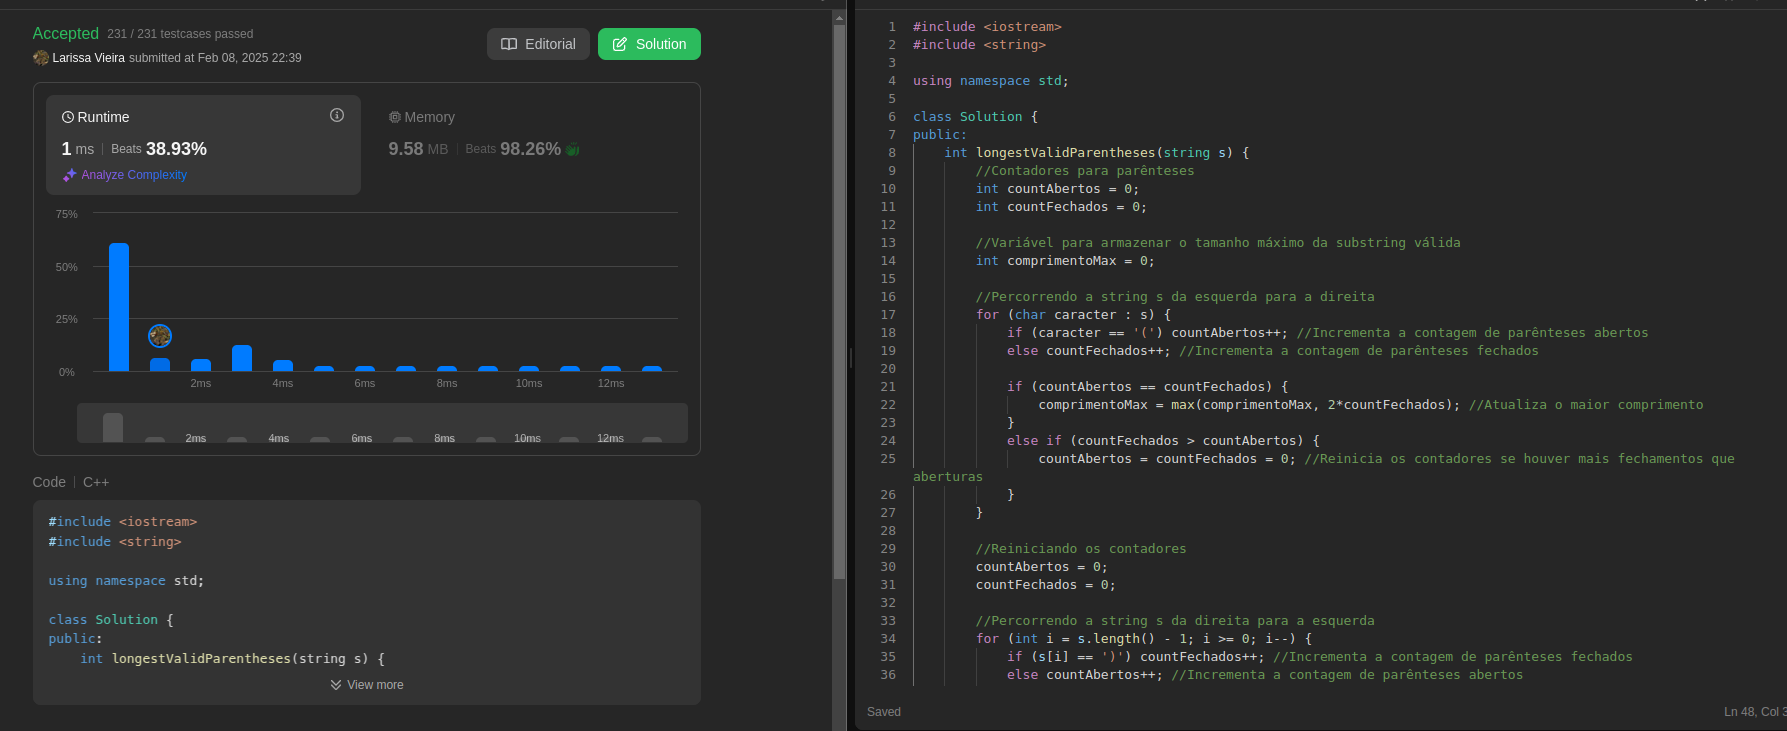 Accepted 231 / 231 testcases passed
Larissa Vieira submitted at Feb 08, 2025 22:39
Editorial
Solution
Runtime
1 ms | Beats 38.93%
Analyze Complexity
Memory
9.58 MB | Beats 98.26%
75%
50%
25%
0%
2ms 4ms 6ms 8ms 10ms 12ms
2ms 4ms 6ms 8ms 10ms 12ms
Code | C++
#include <iostream>
#include <string>
using namespace std;
class Solution {
public:
    int longestValidParentheses(string s) {
View more
1 #include <iostream>
2 #include <string>
3
4 using namespace std;
5
6 class Solution {
7 public:
8     int longestValidParentheses(string s) {
9         //Contadores para parênteses
10         int countAbertos = 0;
11         int countFechados = 0;
12
13         //Variável para armazenar o tamanho máximo da substring válida
14         int comprimentoMax = 0;
15
16         //Percorrendo a string s da esquerda para a direita
17         for (char caracter : s) {
18             if (caracter == '(') countAbertos++; //Incrementa a contagem de parênteses abertos
19             else countFechados++; //Incrementa a contagem de parênteses fechados
20
21             if (countAbertos == countFechados) {
22                 comprimentoMax = max(comprimentoMax, 2*countFechados); //Atualiza o maior comprimento
23             }
24             else if (countFechados > countAbertos) {
25                 countAbertos = countFechados = 0; //Reinicia os contadores se houver mais fechamentos que
aberturas
26             }
27         }
28
29         //Reiniciando os contadores
30         countAbertos = 0;
31         countFechados = 0;
32
33         //Percorrendo a string s da direita para a esquerda
34         for (int i = s.length() - 1; i >= 0; i--) {
35             if (s[i] == ')') countFechados++; //Incrementa a contagem de parênteses fechados
36             else countAbertos++; //Incrementa a contagem de parênteses abertos
Saved
Ln 48, Col 3